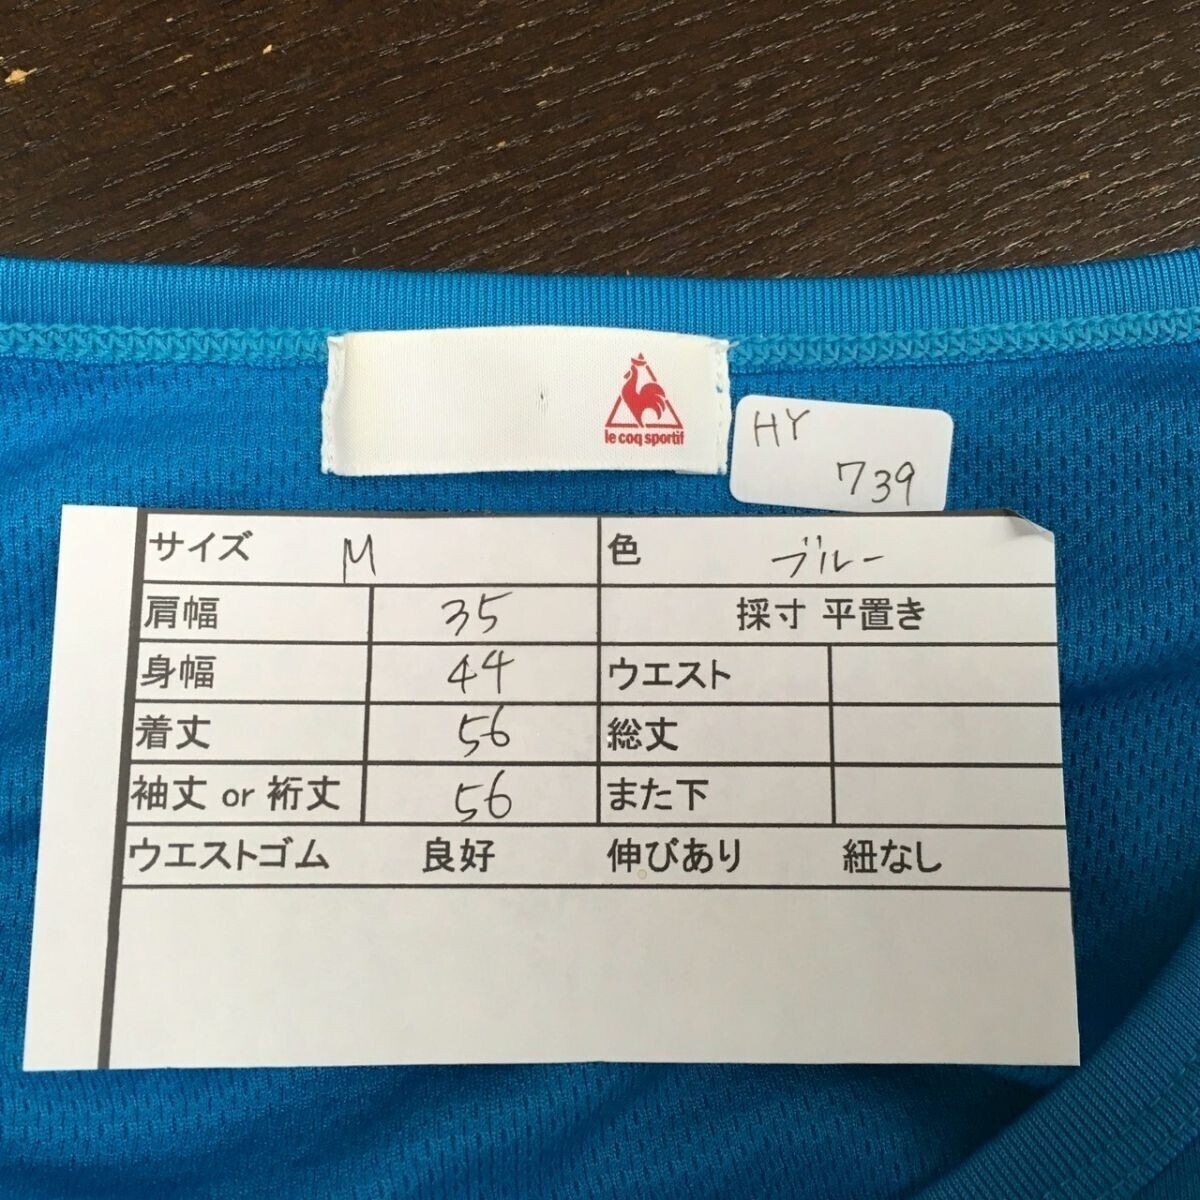 le coq sportif
HY
739
サイズ M 色 ブルー
肩幅 35 採寸 平置き
身幅 44 ウエスト
着丈 56 総丈
袖丈 or 裄丈 56 また下
ウエストゴム 良好 伸びあり 紐なし